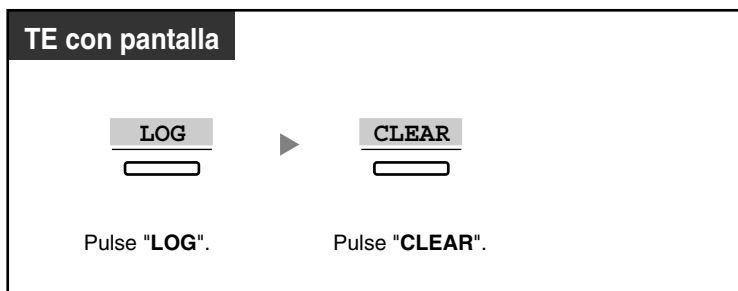 TE con pantalla
LOG
CLEAR
Pulse "LOG".
Pulse "CLEAR".